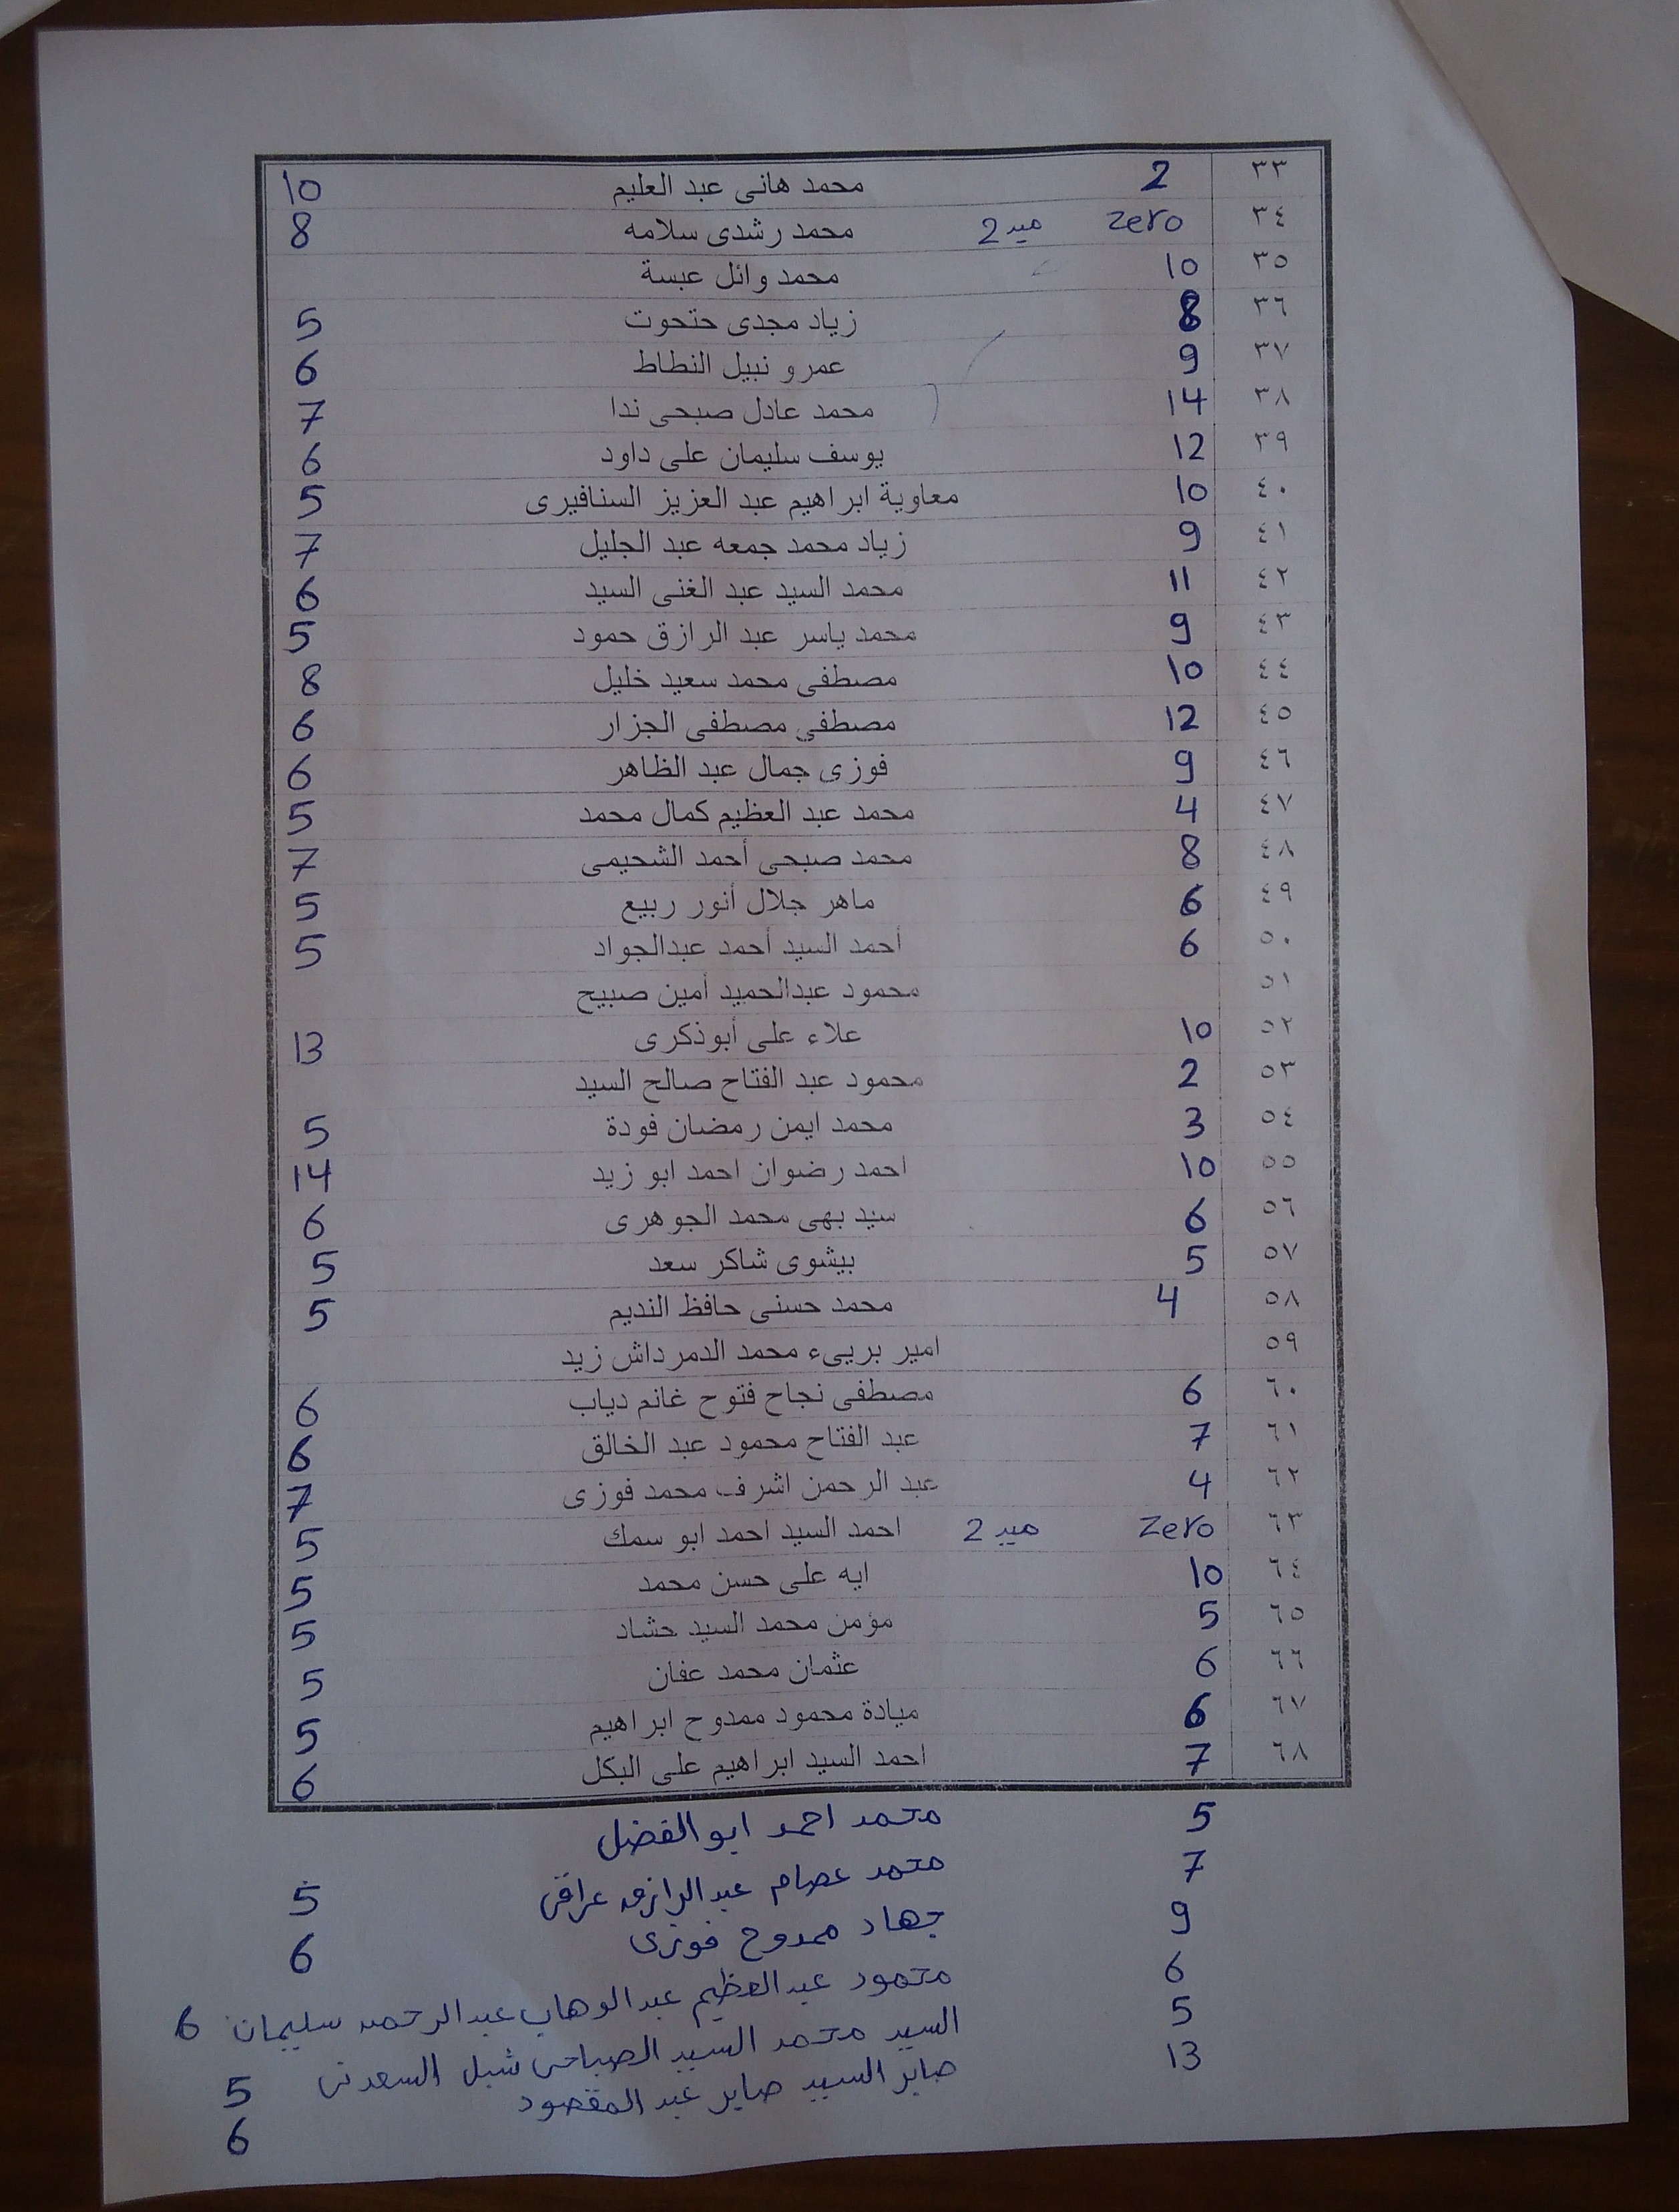 ٣٣ 2 محمد هانى عبد العليم 10
٣٤ zero ميد 2 محمد رشدى سلامه 8
٣٥ 10 محمد وائل عبسة
٣٦ 8 زياد مجدى حتحوت 5
٣٧ 9 عمرو نبيل النطاط 6
٣٨ 14 محمد عادل صبحى ندا 7
٣٩ 12 يوسف سليمان على داود 6
٤٠ 10 معاوية ابراهيم عبد العزيز السنافيرى 5
٤١ 9 زياد محمد جمعه عبد الجليل 7
٤٢ 11 محمد السيد عبد الغنى السيد 6
٤٣ 9 محمد ياسر عبد الرازق حمود 5
٤٤ 10 مصطفى محمد سعيد خليل 8
٤٥ 12 مصطفى مصطفى الجزار 6
٤٦ 9 فوزى جمال عبد الظاهر 6
٤٧ 4 محمد عبد العظيم كمال محمد 5
٤٨ 8 محمد صبحى أحمد الشحيمى 7
٤٩ 6 ماهر جلال أنور ربيع 5
٥٠ 6 أحمد السيد أحمد عبدالجواد 5
٥١ محمود عبدالحميد أمين صبيح
٥٢ 10 علاء على أبوذكرى 13
٥٣ 2 محمود عبد الفتاح صالح السيد
٥٤ 3 محمد ايمن رمضان فودة 5
٥٥ 10 احمد رضوان احمد ابو زيد 14
٥٦ 6 سيد بهى محمد الجوهرى 6
٥٧ 5 بيشوى شاكر سعد 5
٥٨ 4 محمد حسنى حافظ النديم 5
٥٩ امير بريىء محمد الدمرداش زيد
٦٠ 6 مصطفى نجاح فتوح غانم دياب 6
٦١ 7 عبد الفتاح محمود عبد الخالق 6
٦٢ 4 عبد الرحمن اشرف محمد فوزى 7
٦٣ zero ميد 2 احمد السيد احمد ابو سمك 5
٦٤ 10 ايه على حسن محمد 5
٦٥ 5 مؤمن محمد السيد حشاد 5
٦٦ 6 عثمان محمد عفان 5
٦٧ 6 ميادة محمود ممدوح ابراهيم 5
٦٨ 7 احمد السيد ابراهيم على البكل 6
5 محمد احمد ابو الفضل
7 محمد عصام عبد الرازق عراقى 5
9 جهاد ممدوح فوزى 6
6 محمود عبد العظيم عبد الوهاب عبد الرحمن سليمان 6
5 السيد محمد السيد الصباحى شبل السعدنى 5
13 صابر السيد صابر عبد المقصود 6